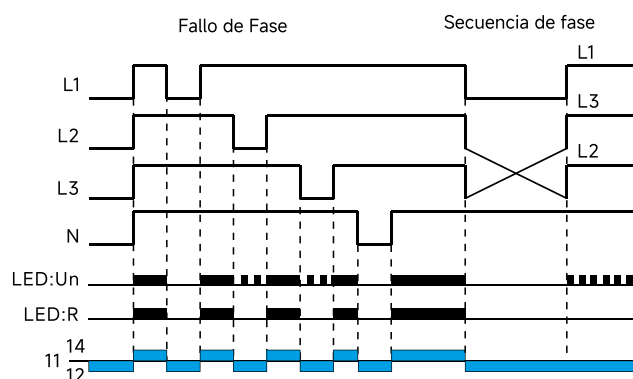 Fallo de Fase
Secuencia de fase
L1
L1
L3
L2
L2
L3
N
LED:Un
LED:R
14
11
12